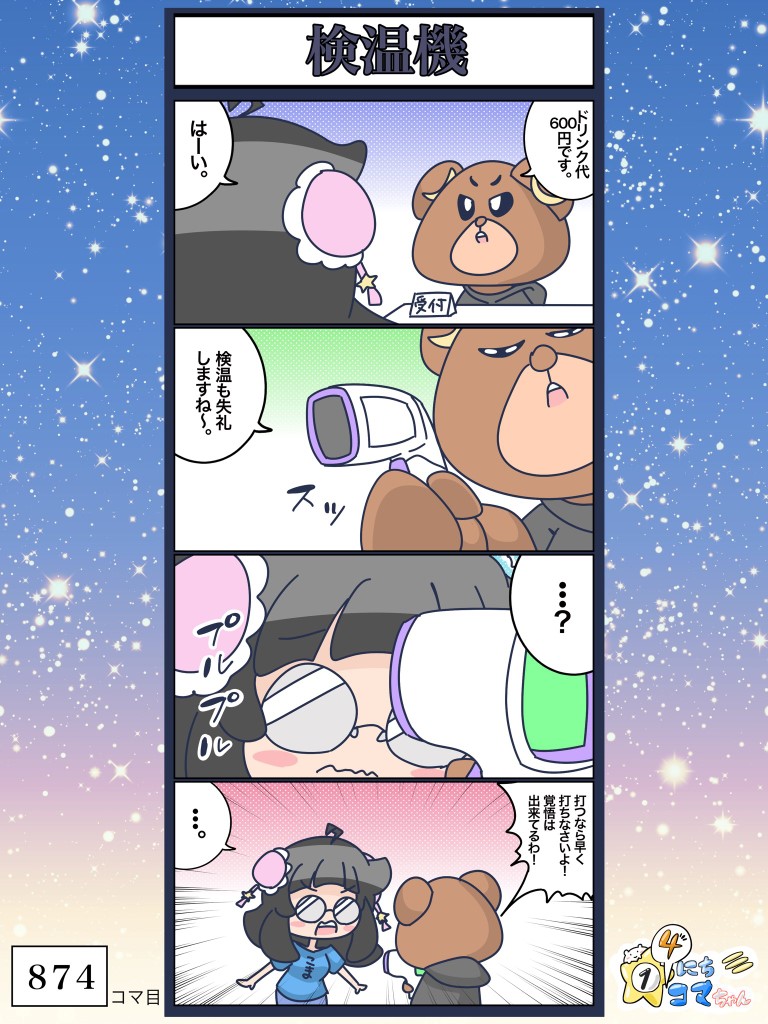 検温機
ドリンク代
600円です。
はーい。
受付
検温も失礼
しますね〜。
スッ
…?
プルプル
打つなら早く
打ちなさいよ!
覚悟は
出来てるわ!
…。
こまる
874
コマ目
1
にち
4
コマちゃん